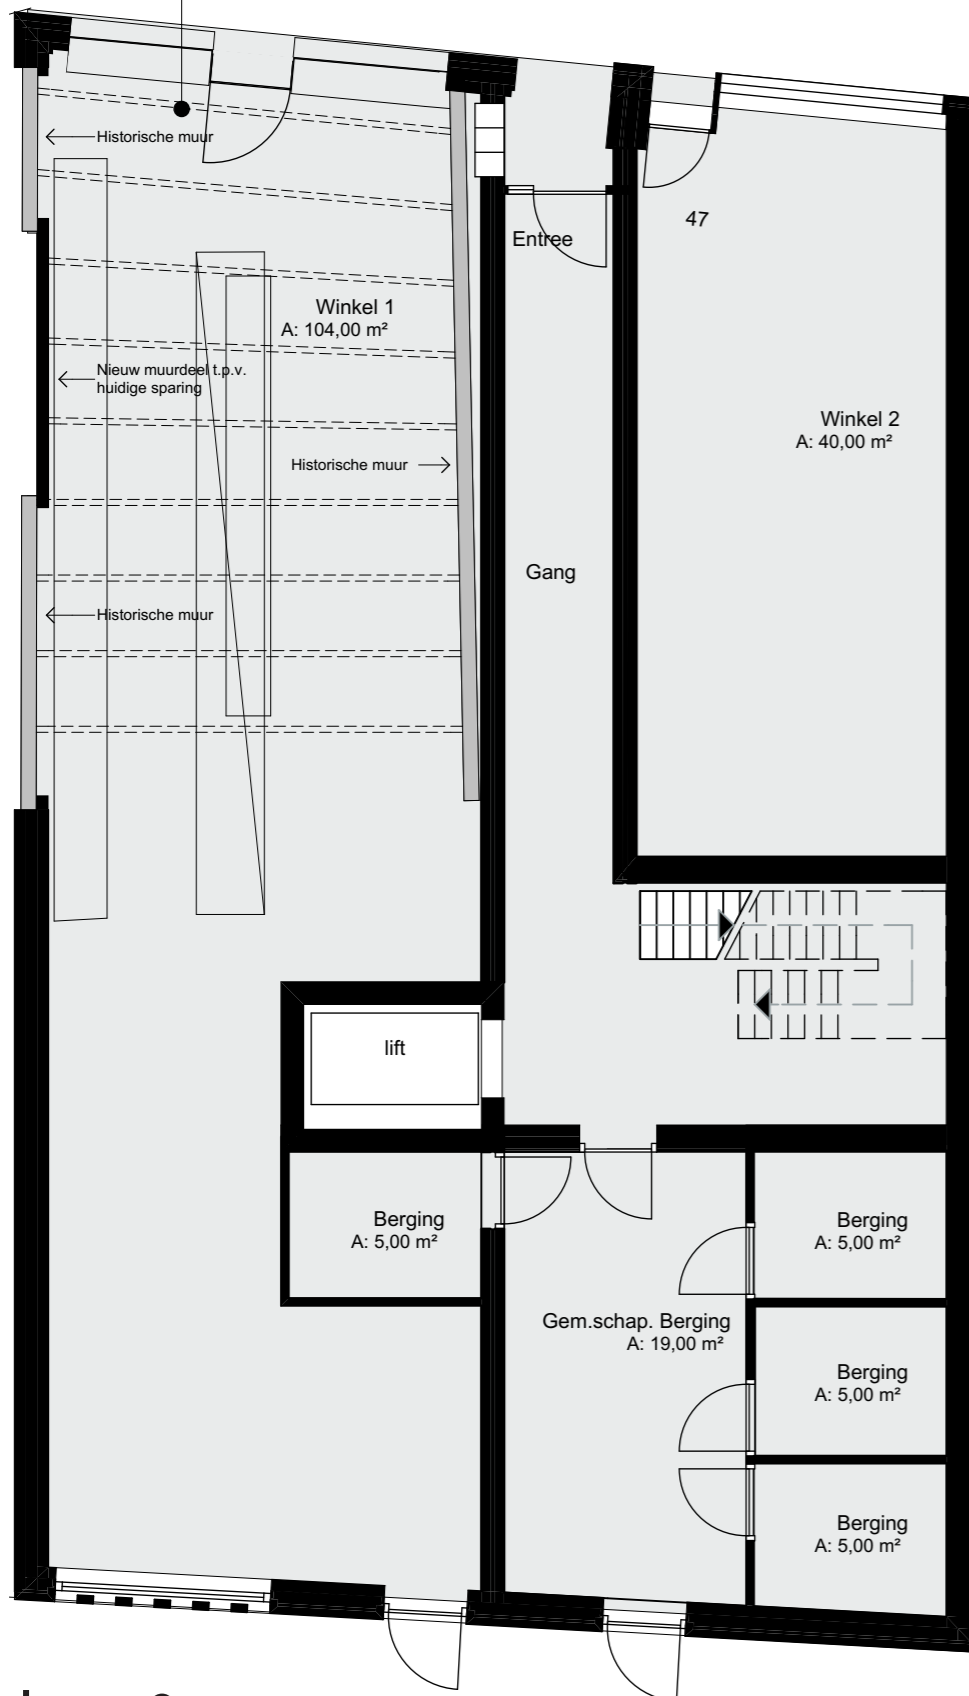 Historische muur
47
Entree
Winkel 1
A: 104,00 m²
Nieuw muurdeel t.p.v.
huidige sparing
Winkel 2
A: 40,00 m²
Historische muur
Gang
Historische muur
lift
Berging
A: 5,00 m²
Berging
A: 5,00 m²
Gem.schap. Berging
A: 19,00 m²
Berging
A: 5,00 m²
Berging
A: 5,00 m²